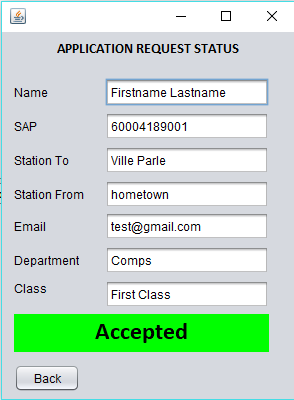 APPLICATION REQUEST STATUS
Name Firstname Lastname
SAP 60004189001
Station To Ville Parle
Station From hometown
Email test@gmail.com
Department Comps
Class First Class
Accepted
Back